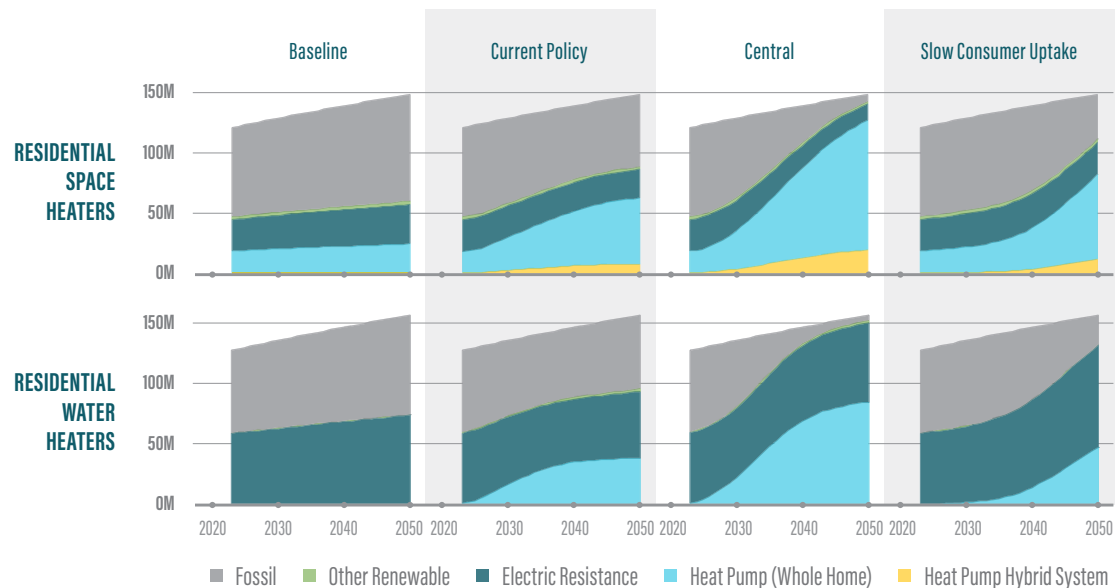 Baseline Current Policy Central Slow Consumer Uptake
RESIDENTIAL
SPACE
HEATERS
150M
100M
50M
0M
RESIDENTIAL
WATER
HEATERS
150M
100M
50M
0M
2020 2030 2040 2050 2020 2030 2040 2050 2020 2030 2040 2050 2020 2030 2040 2050
Fossil Other Renewable Electric Resistance Heat Pump (Whole Home) Heat Pump Hybrid System